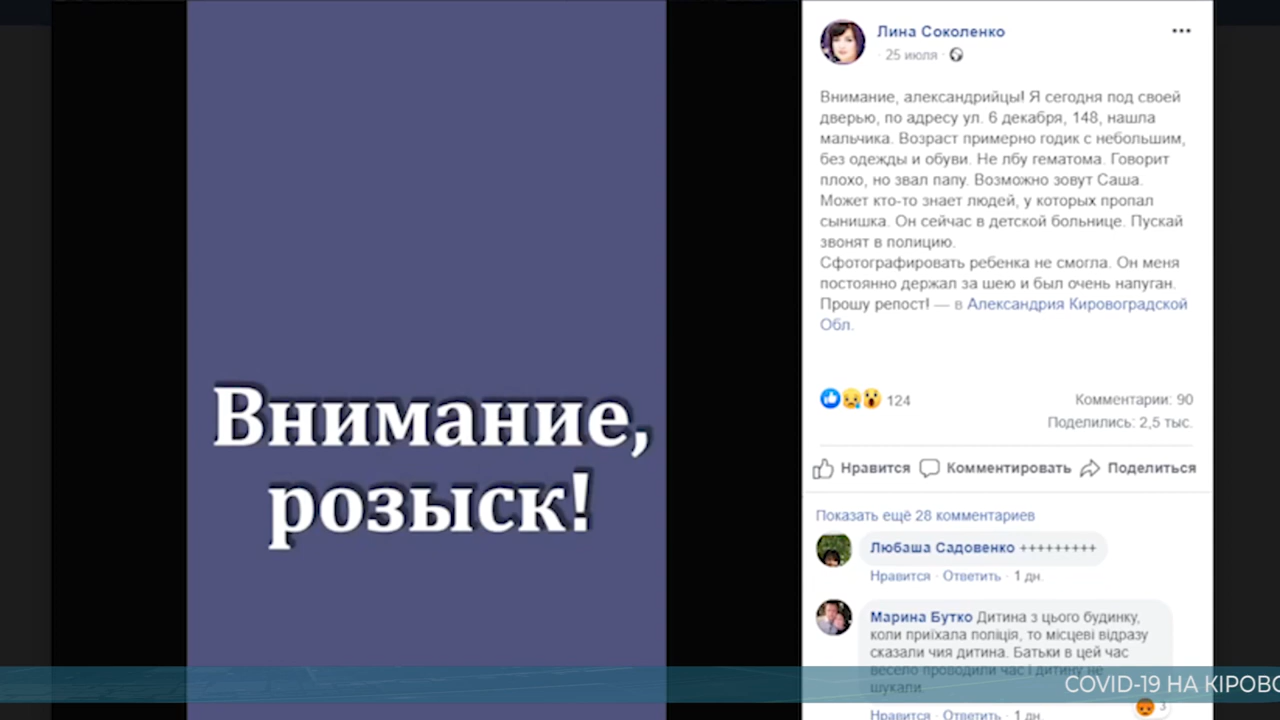 Внимание,
розыск!
Лина Соколенко
25 июля
Внимание, александрийцы! Я сегодня под своей
дверью, по адресу ул. 6 декабря, 148, нашла
мальчика. Возраст примерно годик с небольшим,
без одежды и обуви. Не лбу гематома. Говорит
плохо, но звал папу. Возможно зовут Саша.
Может кто-то знает людей, у которых пропал
сынишка. Он сейчас в детской больнице. Пускай
звонят в полицию.
Сфотографировать ребенка не смогла. Он меня
постоянно держал за шею и был очень напуган.
Прошу репост! — в Александрия Кировоградской
Обл.
124
Комментарии: 90
Поделились: 2,5 тыс.
Нравится Комментировать Поделиться
Показать ещё 28 комментариев
Любаша Садовенко +++++++++
Нравится · Ответить · 1 дн.
Марина Бутко Дитина з цього будинку,
коли приїхала поліція, то місцеві відразу
сказали чия дитина. Батьки в цей час
весело проводили час і дитину не
шукали.
3
Нравится · Ответить · 1 дн.
COVID-19 НА КІРОВО